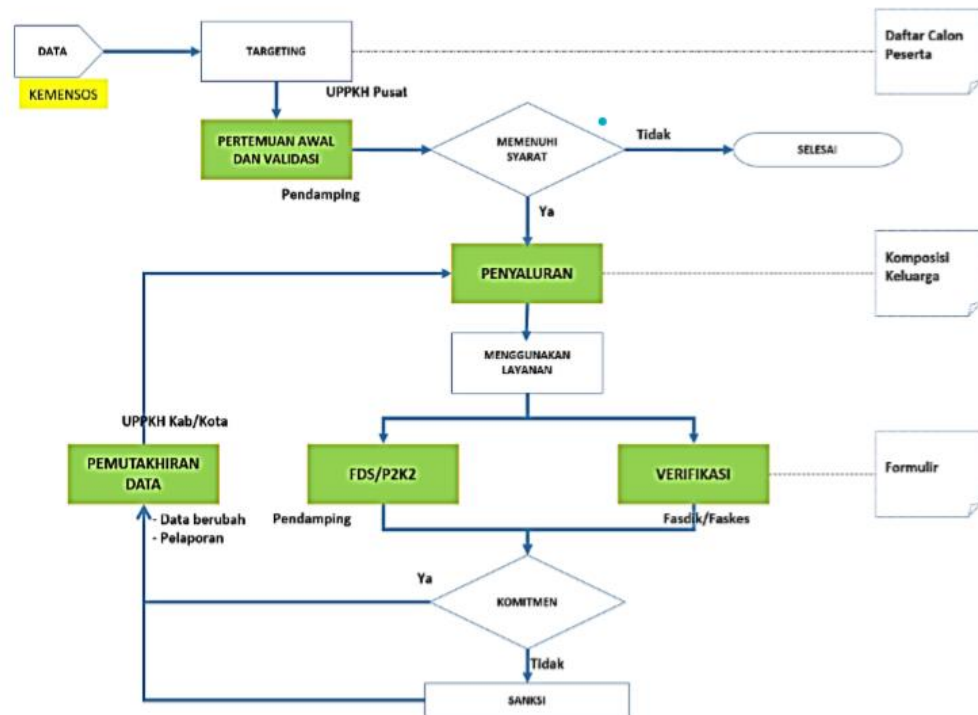 DATA
KEMENSOS
TARGETING
UPPKH Pusat
Daftar Calon
Peserta
PERTEMUAN AWAL
DAN VALIDASI
Pendamping
MEMENUHI
SYARAT
Tidak
SELESAI
Ya
PENYALURAN
Komposisi
Keluarga
MENGGUNAKAN
LAYANAN
UPPKH Kab/Kota
PEMUTAKHIRAN
DATA
- Data berubah
- Pelaporan
FDS/P2K2
Pendamping
VERIFIKASI
Fasdik/Faskes
Formulir
Ya
KOMITMEN
Tidak
SANKSI